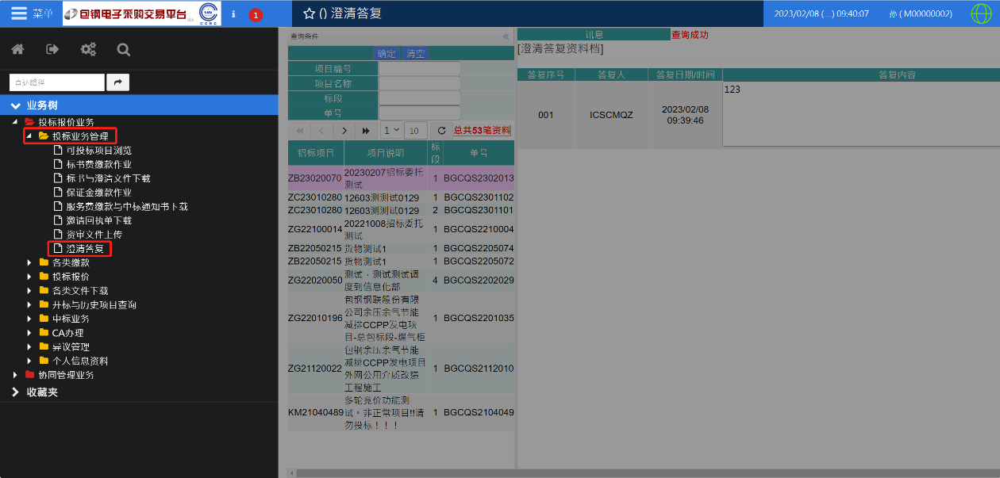 菜单
包钢电子采购交易平台
CCEC
i
1
() 澄清答复
2023/02/08 (...) 09:40:07
孙 ( M00000002)
直达路径
业务树
投标报价业务
投标业务管理
可投标项目浏览
标书费缴款作业
标书与澄清文件下载
保证金缴款作业
服务费缴款与中标通知书下载
邀请回执单下载
资审文件上传
澄清答复
各类缴款
投标报价
各类文件下载
开标与历史项目查询
中标业务
CA办理
异议管理
个人信息资料
协同管理业务
收藏夹
查询条件
确定 清空
项目编号
项目名称
标段
单号
1 10 总共53笔资料
招标项目 项目说明 标段 单号
ZB23020070 20230207招标委托测试 1 BGCQS2302013
ZC23010280 12603测测试0129 1 BGCQS2301102
ZC23010280 12603测测试0129 2 BGCQS2301101
ZG22100014 20221008招标委托测试 1 BGCQS2210004
ZB22050215 货物测试1 1 BGCQS2205074
ZB22050215 货物测试1 1 BGCQS2205072
ZG22020050 测试，测试测试调度到信息化部 4 BGCQS2202029
ZG22010196 包钢钢联股份有限公司余压余气节能减排CCPP发电项目-总包标段-煤气柜 1 BGCQS2201035
ZG21120022 包钢余压余气节能减排CCPP发电项目外网公用介质改造工程施工 1 BGCQS2112010
KM21040489 多轮竞价功能测试。非正常项目!!请勿投标！！！ 1 BGCQS2104049
讯息 查询成功
[澄清答复资料档]
答复序号 答复人 答复日期/时间 答复内容
001 ICSCMQZ 2023/02/08 09:39:46 123